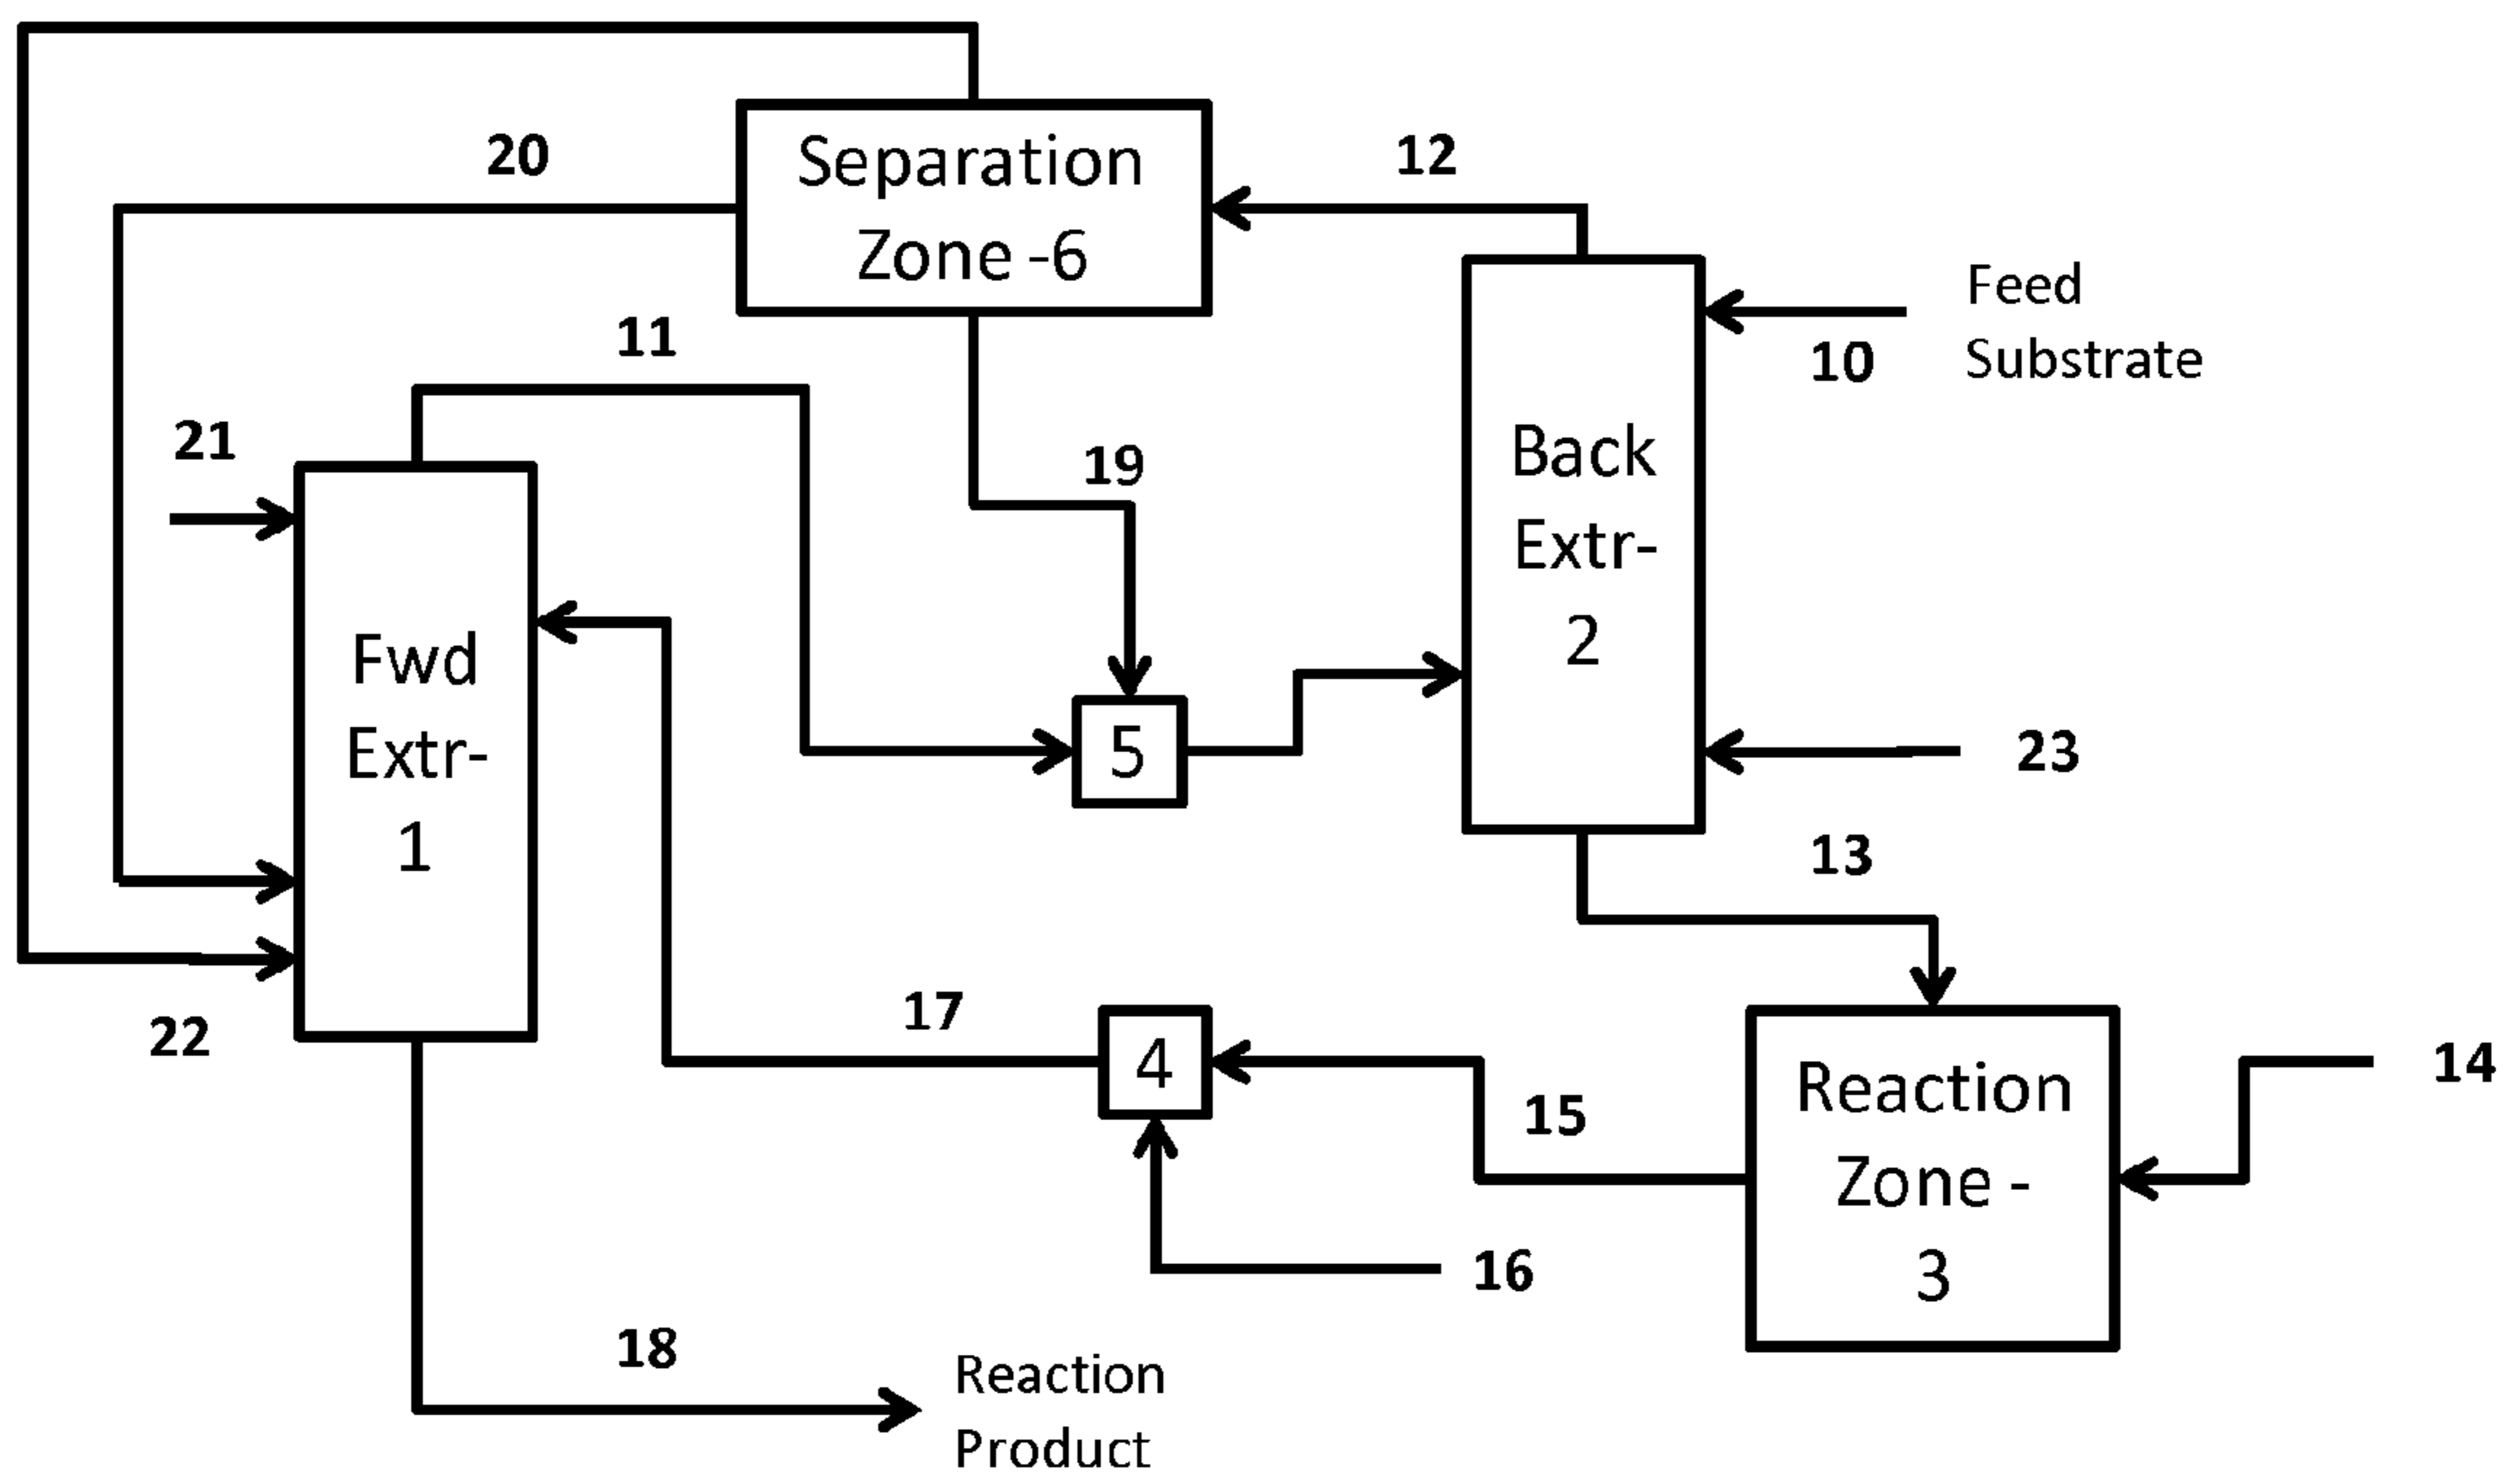 20
Separation
Zone -6
12
Feed
Substrate
10
11
21
19
Back
Extr-
2
Fwd
Extr-
1
5
23
13
22
17
4
15
14
Reaction
Zone -
3
16
18
Reaction
Product